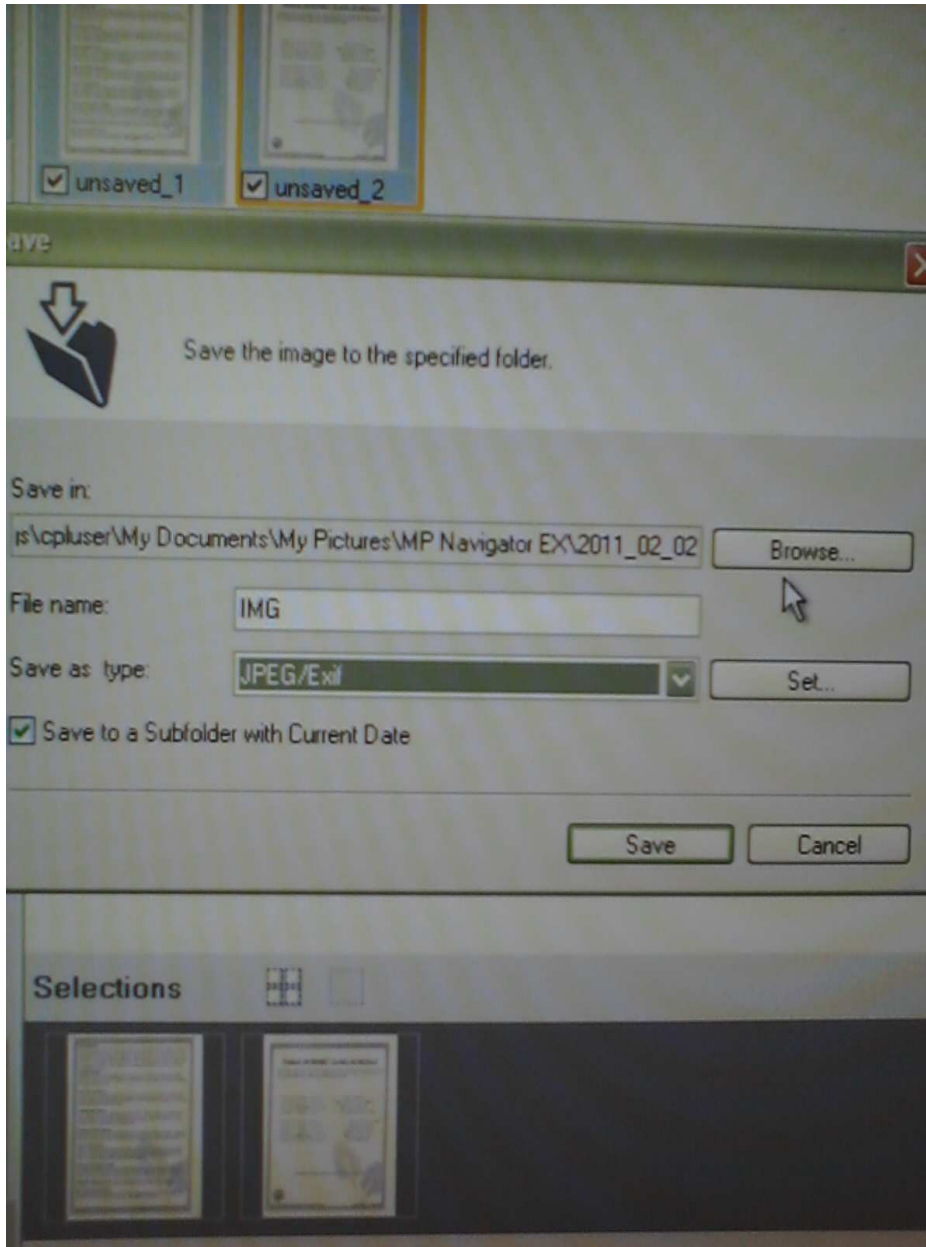 unsaved_1
unsaved_2
ave
Save the image to the specified folder.
Save in:
rs\cpluser\My Documents\My Pictures\MP Navigator EX\2011_02_02
Browse...
File name:
IMG
Save as type:
JPEG/Exif
Set...
Save to a Subfolder with Current Date
Save
Cancel
Selections